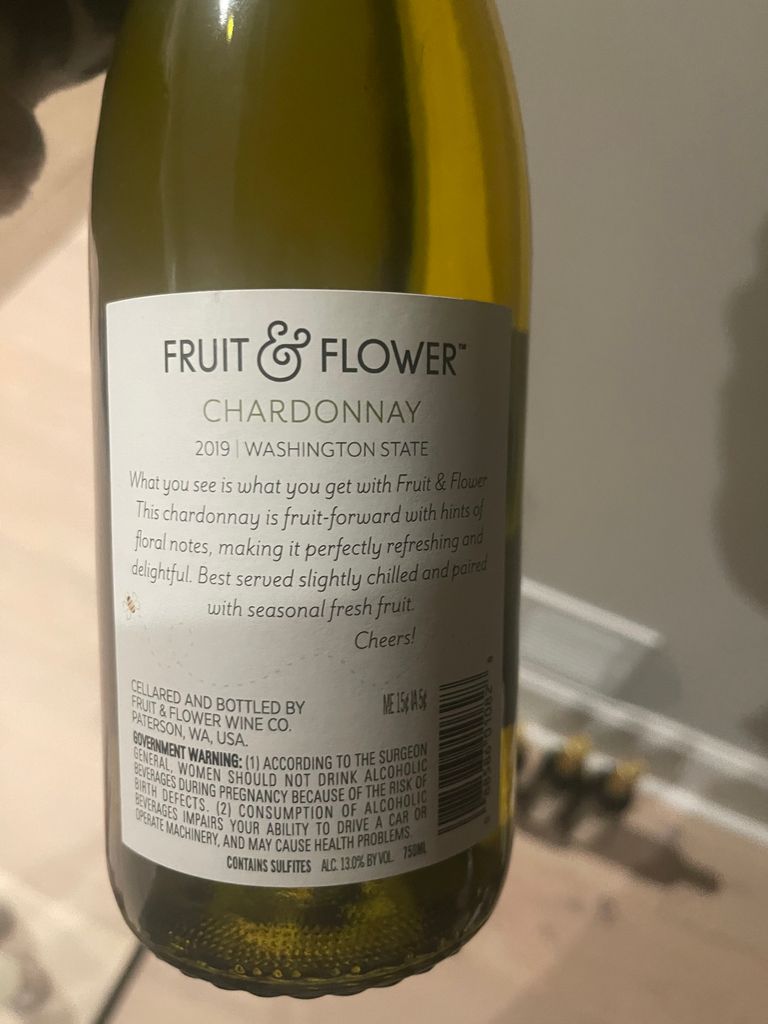 FRUIT & FLOWER™
CHARDONNAY
2019 | WASHINGTON STATE
What you see is what you get with Fruit & Flower
This chardonnay is fruit-forward with hints of
floral notes, making it perfectly refreshing and
delightful. Best served slightly chilled and paired
with seasonal fresh fruit.
Cheers!
CELLARED AND BOTTLED BY
FRUIT & FLOWER WINE CO.
PATERSON, WA, USA.
ME 15¢ IA 5¢
GOVERNMENT WARNING: (1) ACCORDING TO THE SURGEON
GENERAL, WOMEN SHOULD NOT DRINK ALCOHOLIC
BEVERAGES DURING PREGNANCY BECAUSE OF THE RISK OF
BIRTH DEFECTS. (2) CONSUMPTION OF ALCOHOLIC
BEVERAGES IMPAIRS YOUR ABILITY TO DRIVE A CAR OR
OPERATE MACHINERY, AND MAY CAUSE HEALTH PROBLEMS.
CONTAINS SULFITES ALC. 13.0% BY VOL. 750ML